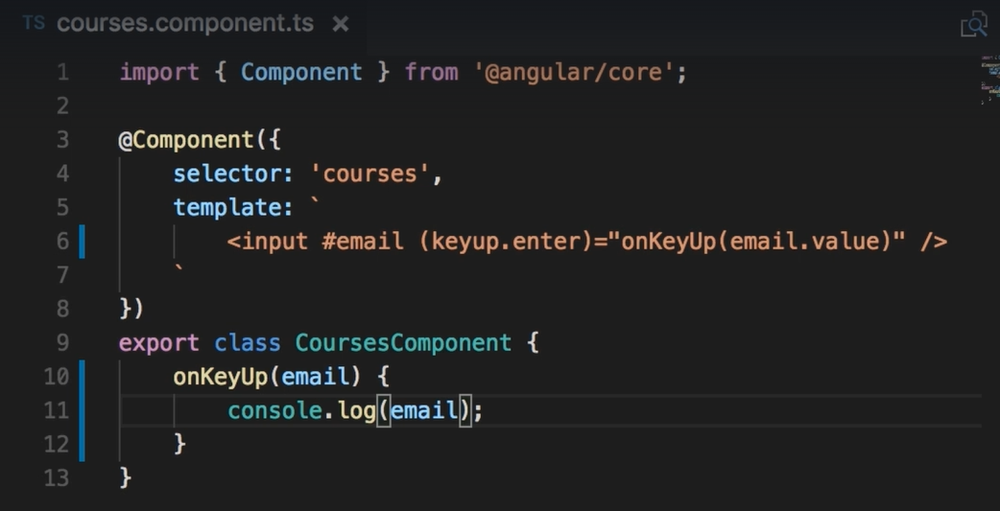 TS courses.component.ts ×
1 import { Component } from '@angular/core';
2
3 @Component({
4     selector: 'courses',
5     template: `
6         <input #email (keyup.enter)="onKeyUp(email.value)" />
7     `
8 })
9 export class CoursesComponent {
10     onKeyUp(email) {
11         console.log(email);
12     }
13 }